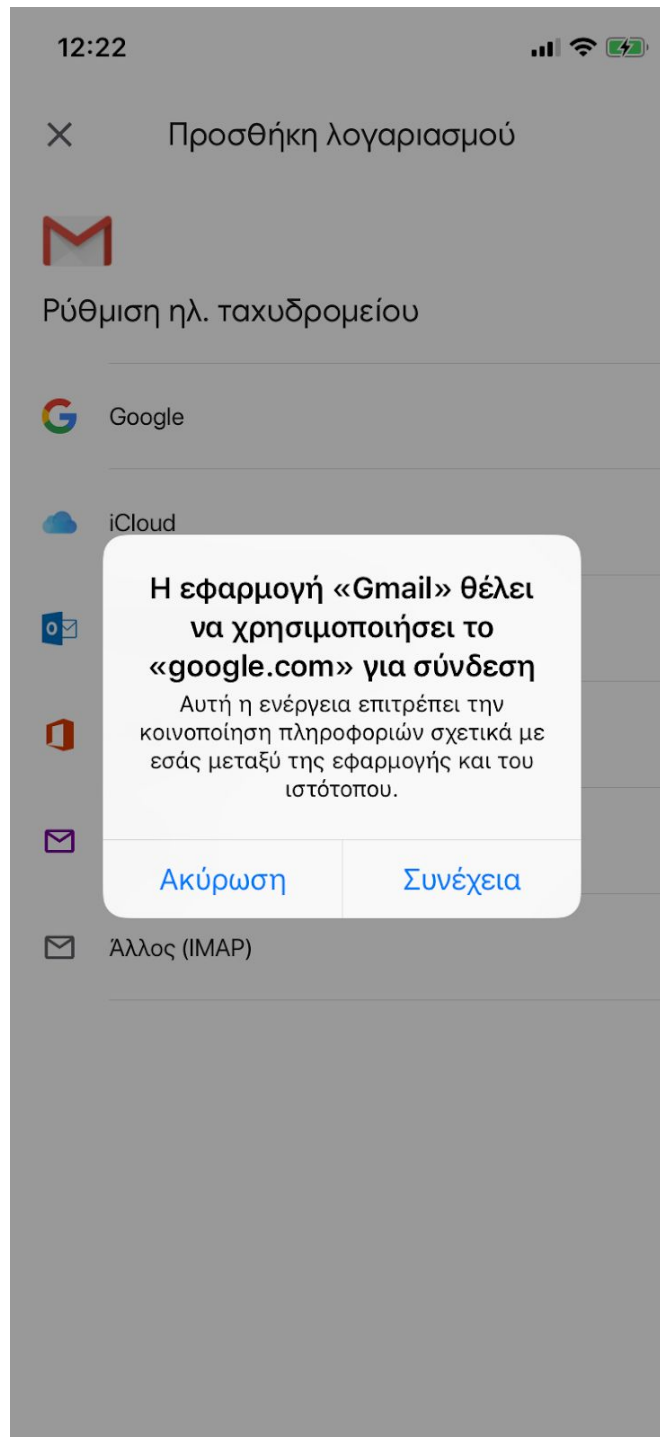 12:22
Προσθήκη λογαριασμού
Ρύθμιση ηλ. ταχυδρομείου
Google
iCloud
Η εφαρμογή «Gmail» θέλει
να χρησιμοποιήσει το
«google.com» για σύνδεση
Αυτή η ενέργεια επιτρέπει την
κοινοποίηση πληροφοριών σχετικά με
εσάς μεταξύ της εφαρμογής και του
ιστότοπου.
Ακύρωση Συνέχεια
Άλλος (IMAP)